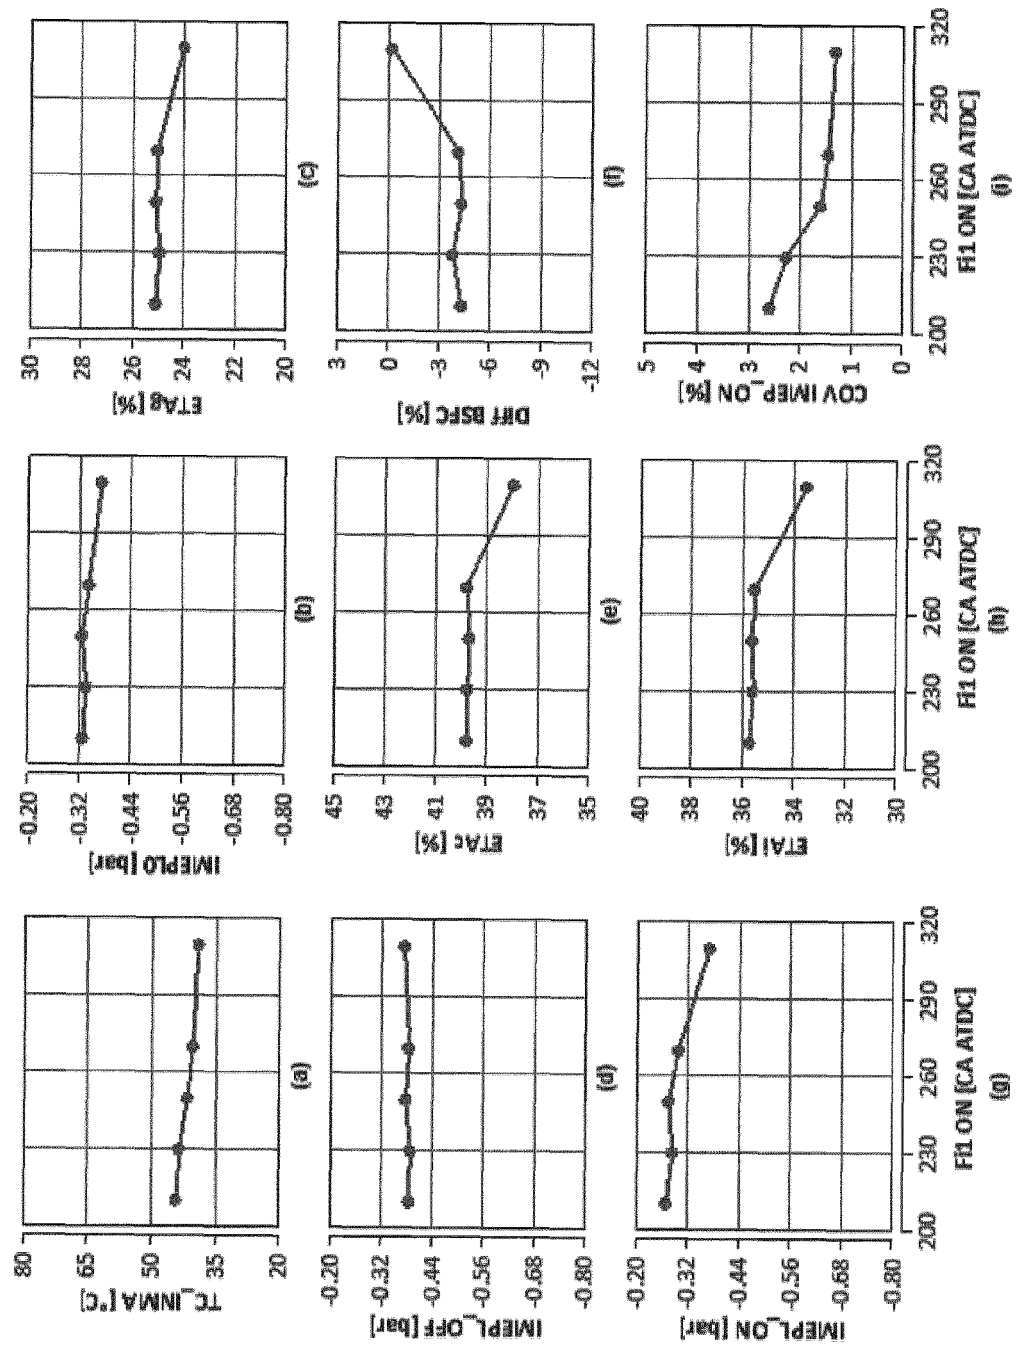 TC_INMA [°C]
80
65
50
35
20
(a)
IMEPLO [bar]
-0.20
-0.32
-0.44
-0.56
-0.68
-0.80
(b)
ETAg [%]
30
28
26
24
22
20
(c)
IMEPL_OFF [bar]
-0.20
-0.32
-0.44
-0.56
-0.68
-0.80
(d)
ETAc [%]
45
43
41
39
37
35
(e)
Diff BSFC [%]
3
0
-3
-6
-9
-12
(f)
IMEPL_ON [bar]
-0.20
-0.32
-0.44
-0.56
-0.68
-0.80
200 230 260 290 320
Fi1 ON [CA ATDC]
(g)
ETAi [%]
40
38
36
34
32
30
200 230 260 290 320
Fi1 ON [CA ATDC]
(h)
COV IMEP_ON [%]
5
4
3
2
1
0
200 230 260 290 320
Fi1 ON [CA ATDC]
(i)